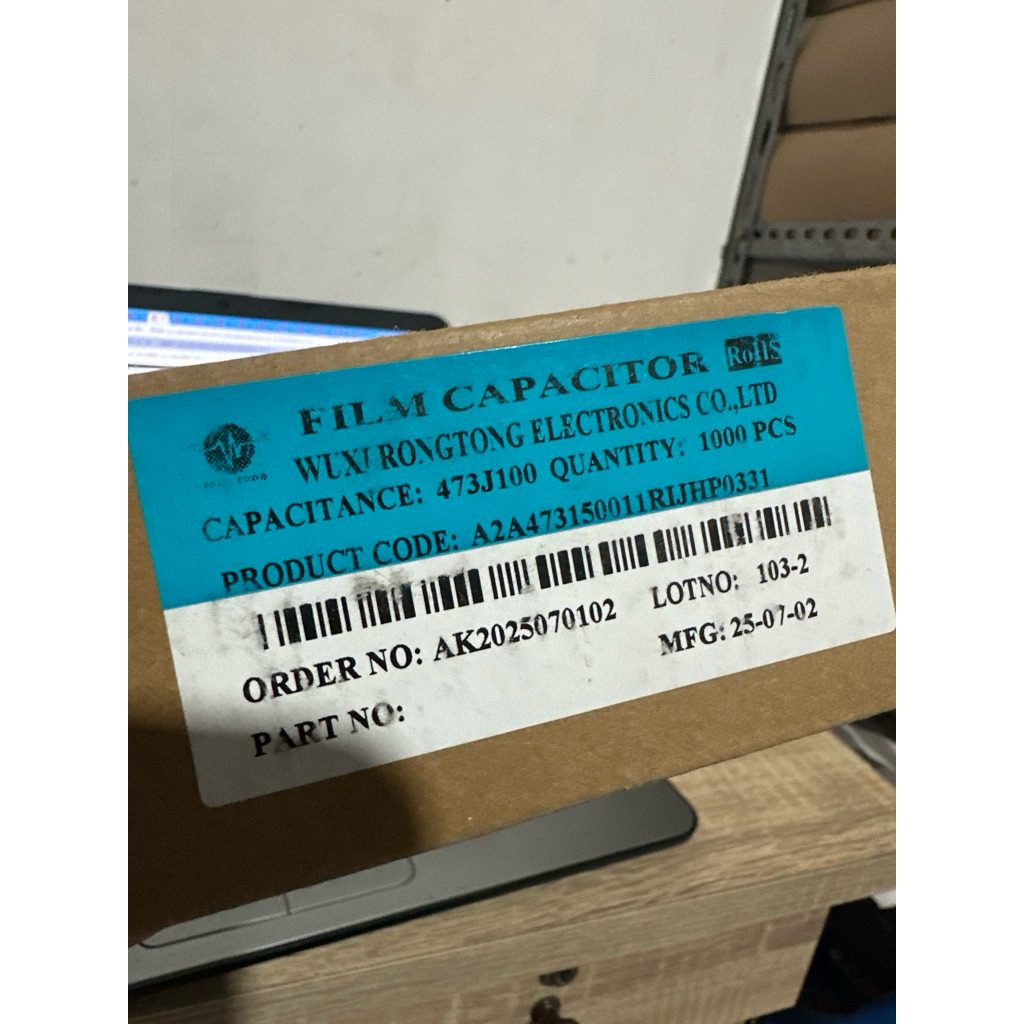 FILM CAPACITOR RoHS
WUXI RONGTONG ELECTRONICS CO.,LTD
CAPACITANCE: 473J100 QUANTITY: 1000 PCS
PRODUCT CODE: A2A473150011RIJHP0331
ORDER NO: AK2025070102 LOTNO: 103-2
PART NO: MFG: 25-07-02